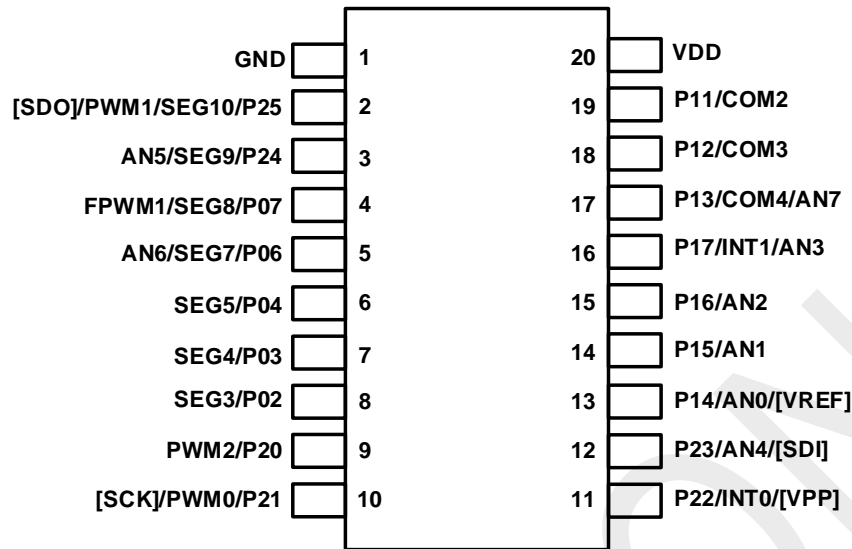 GND 1 20 VDD
[SDO]/PWM1/SEG10/P25 2 19 P11/COM2
AN5/SEG9/P24 3 18 P12/COM3
FPWM1/SEG8/P07 4 17 P13/COM4/AN7
AN6/SEG7/P06 5 16 P17/INT1/AN3
SEG5/P04 6 15 P16/AN2
SEG4/P03 7 14 P15/AN1
SEG3/P02 8 13 P14/AN0/[VREF]
PWM2/P20 9 12 P23/AN4/[SDI]
[SCK]/PWM0/P21 10 11 P22/INT0/[VPP]